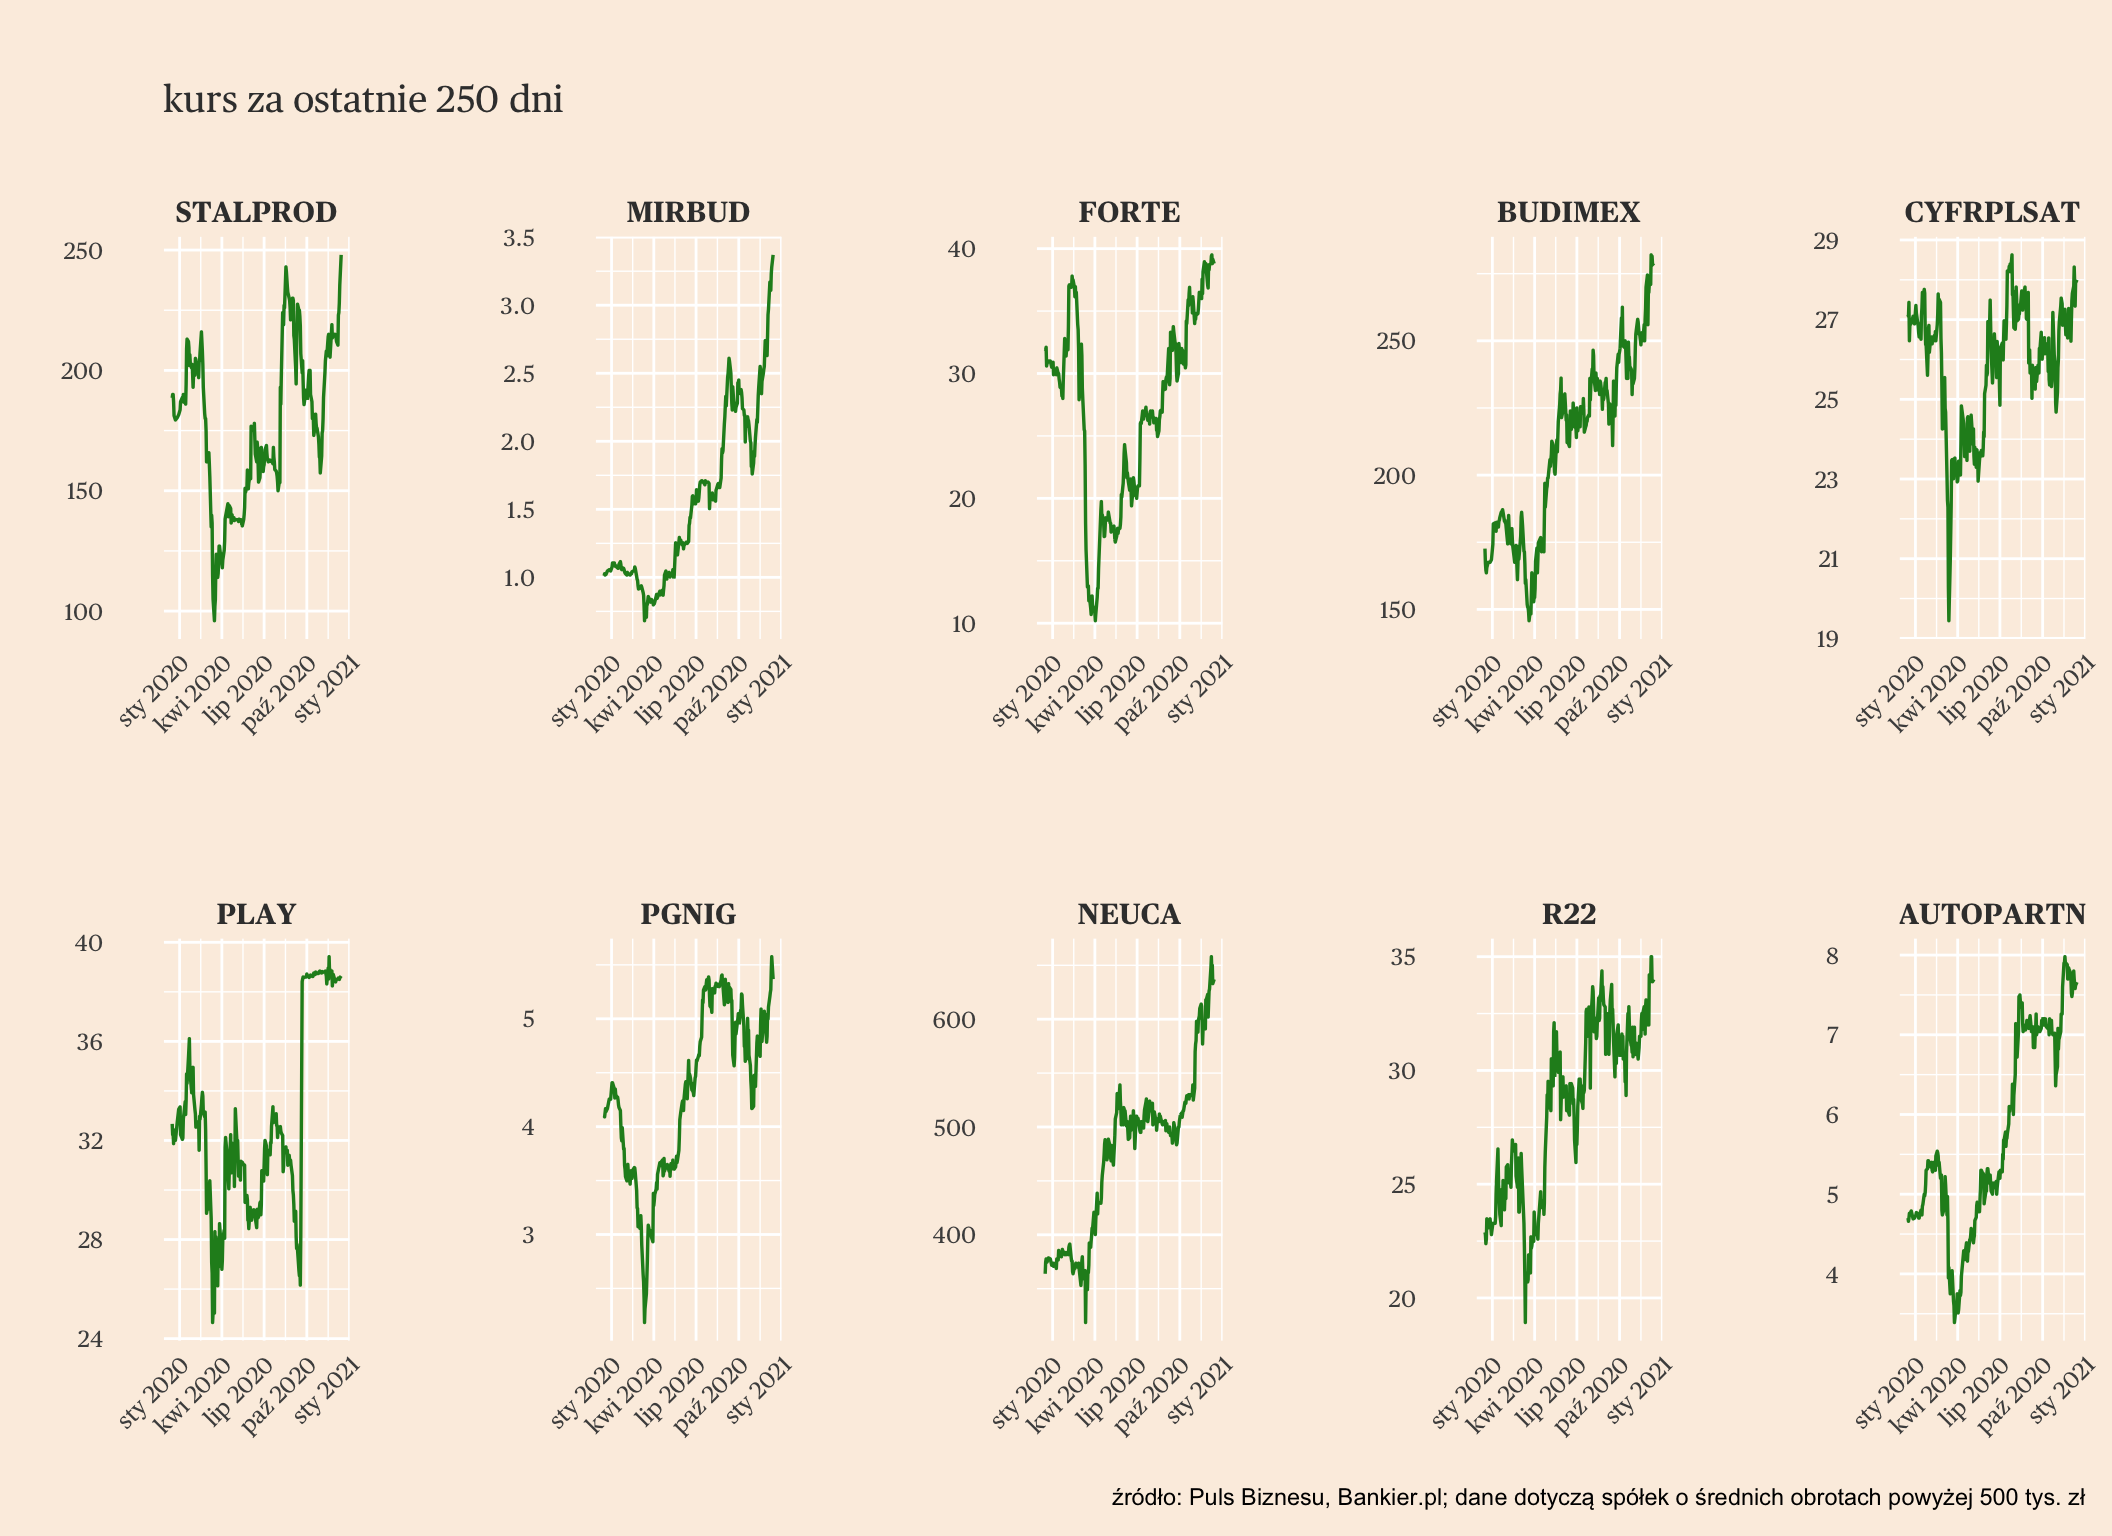 kurs za ostatnie 250 dni
STALPROD
250
200
150
100
sty 2020
kwi 2020
lip 2020
paź 2020
sty 2021
MIRBUD
3.5
3.0
2.5
2.0
1.5
1.0
sty 2020
kwi 2020
lip 2020
paź 2020
sty 2021
FORTE
40
30
20
10
sty 2020
kwi 2020
lip 2020
paź 2020
sty 2021
BUDIMEX
250
200
150
sty 2020
kwi 2020
lip 2020
paź 2020
sty 2021
CYFRPLSAT
29
27
25
23
21
19
sty 2020
kwi 2020
lip 2020
paź 2020
sty 2021
PLAY
40
36
32
28
24
sty 2020
kwi 2020
lip 2020
paź 2020
sty 2021
PGNIG
5
4
3
sty 2020
kwi 2020
lip 2020
paź 2020
sty 2021
NEUCA
600
500
400
sty 2020
kwi 2020
lip 2020
paź 2020
sty 2021
R22
35
30
25
20
sty 2020
kwi 2020
lip 2020
paź 2020
sty 2021
AUTOPARTN
8
7
6
5
4
sty 2020
kwi 2020
lip 2020
paź 2020
sty 2021
źródło: Puls Biznesu, Bankier.pl; dane dotyczą spółek o średnich obrotach powyżej 500 tys. zł